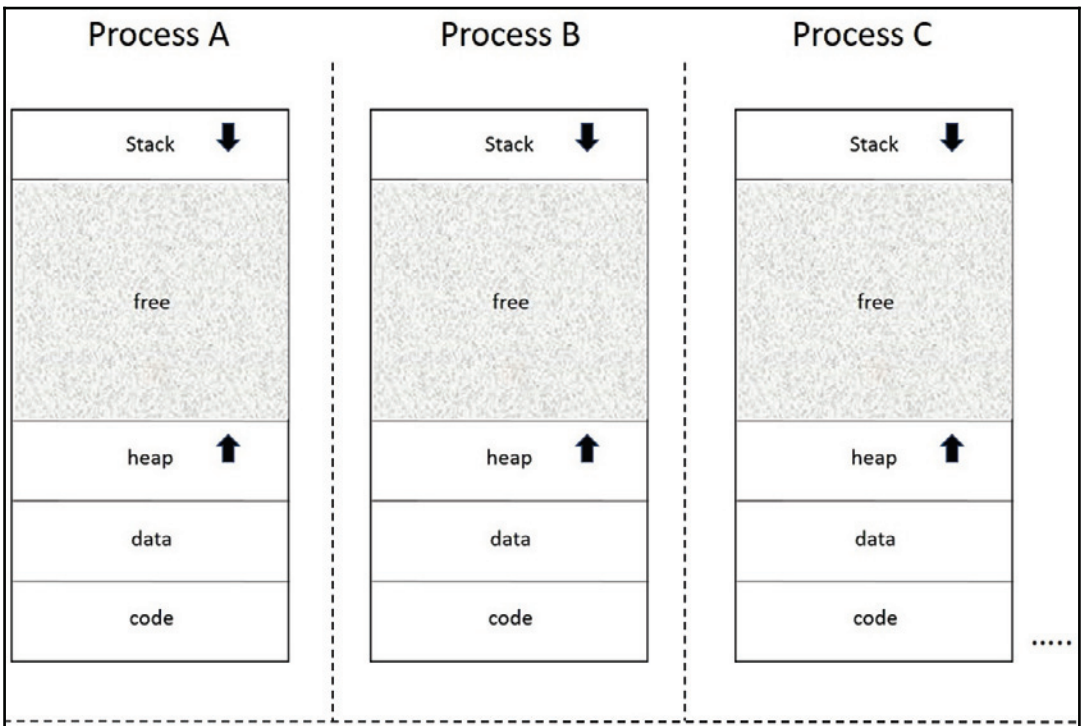 Process A
Process B
Process C
Stack
Stack
Stack
free
free
free
heap
heap
heap
data
data
data
code
code
code
.....